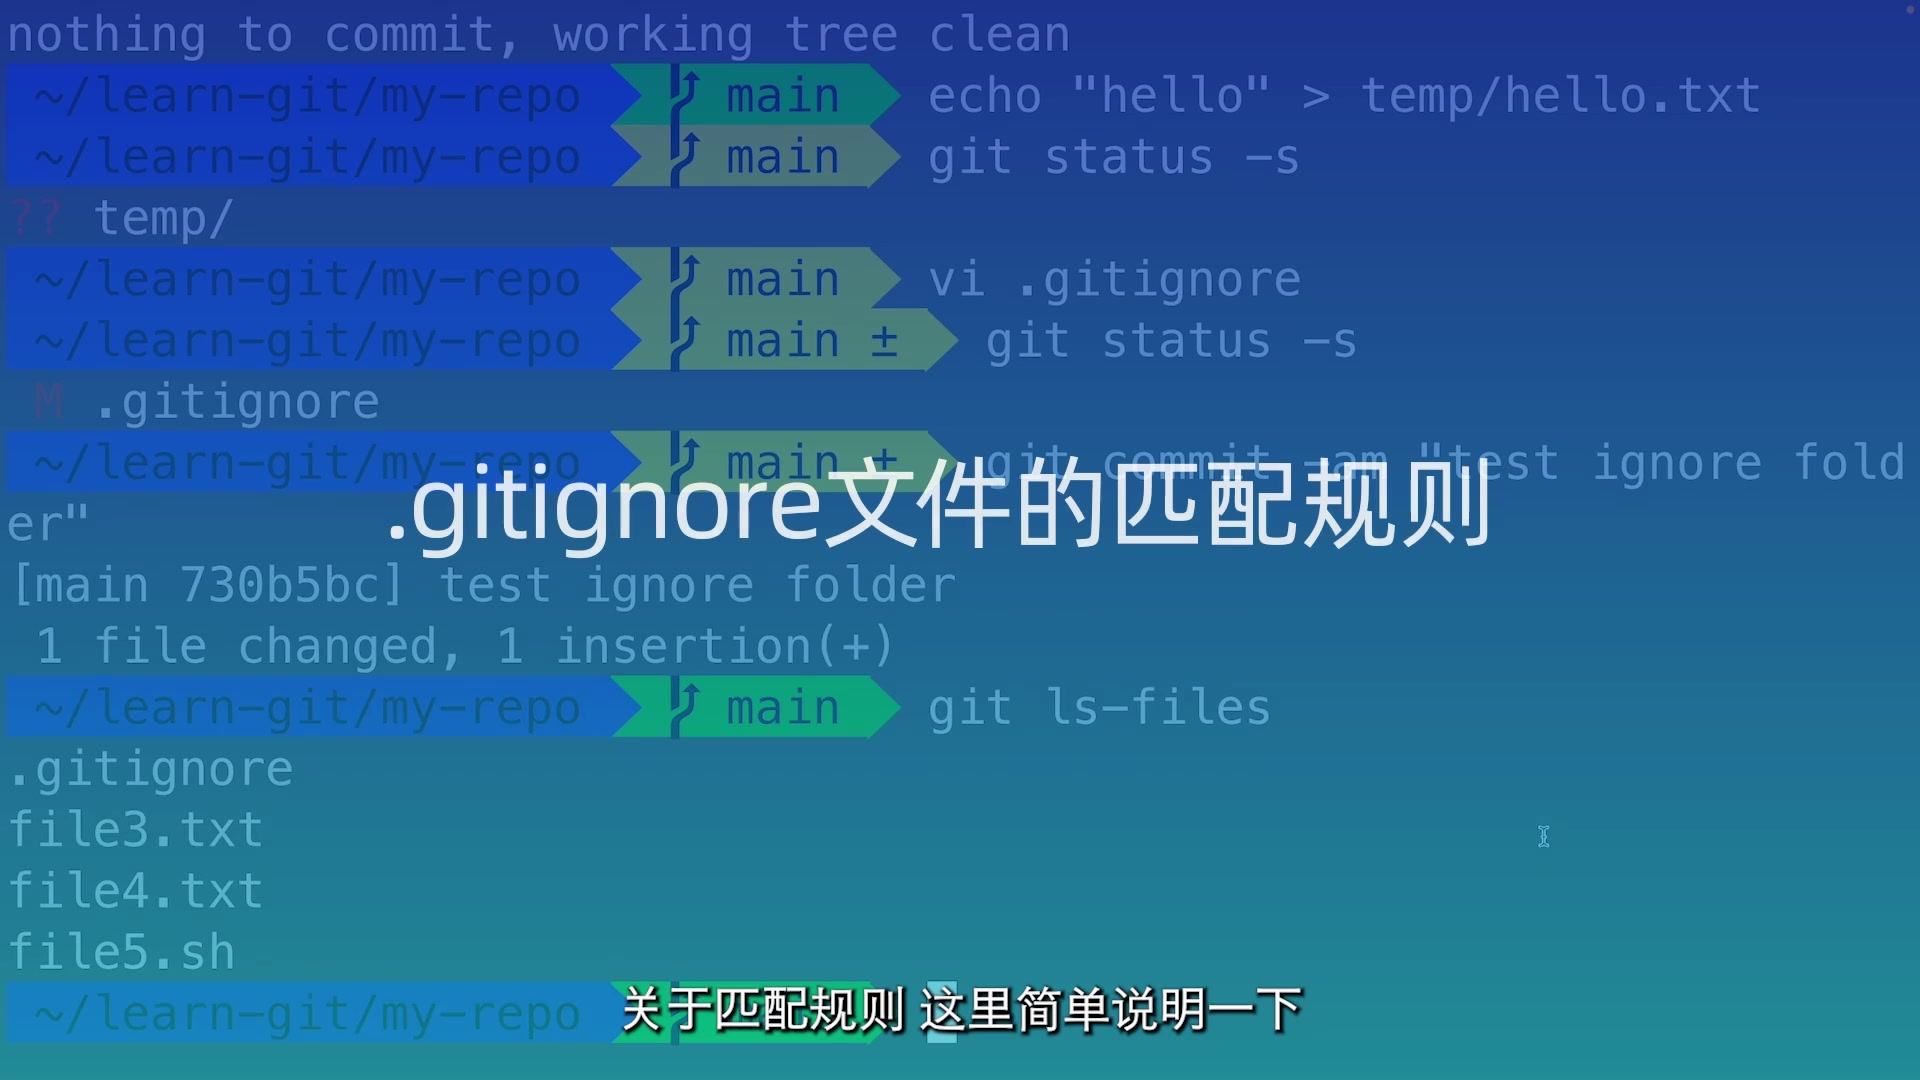 nothing to commit, working tree clean
~/learn-git/my-repo main echo "hello" > temp/hello.txt
~/learn-git/my-repo main git status -s
?? temp/
~/learn-git/my-repo main vi .gitignore
~/learn-git/my-repo main ± git status -s
M .gitignore
~/learn-git/my-repo main ± git commit -am "test ignore fold
er"
.gitignore文件的匹配规则
[main 730b5bc] test ignore folder
1 file changed, 1 insertion(+)
~/learn-git/my-repo main git ls-files
.gitignore
file3.txt
file4.txt
file5.sh
~/learn-git/my-repo
关于匹配规则 这里简单说明一下